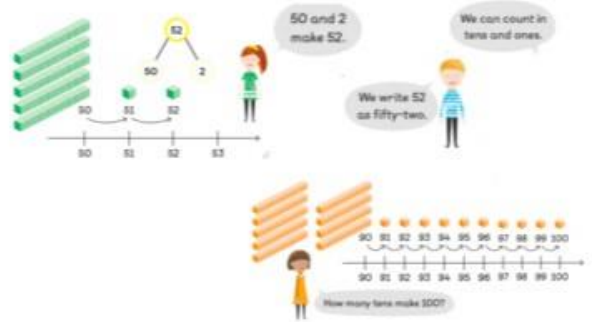 52
50 2
50 and 2
make 52.
We can count in
tens and ones.
We write 52
as fifty-two.
50 51 52
50 51 52 53
90 91 92 93 94 95 96 97 98 99 100
90 91 92 93 94 95 96 97 98 99 100
How many tens make 100?